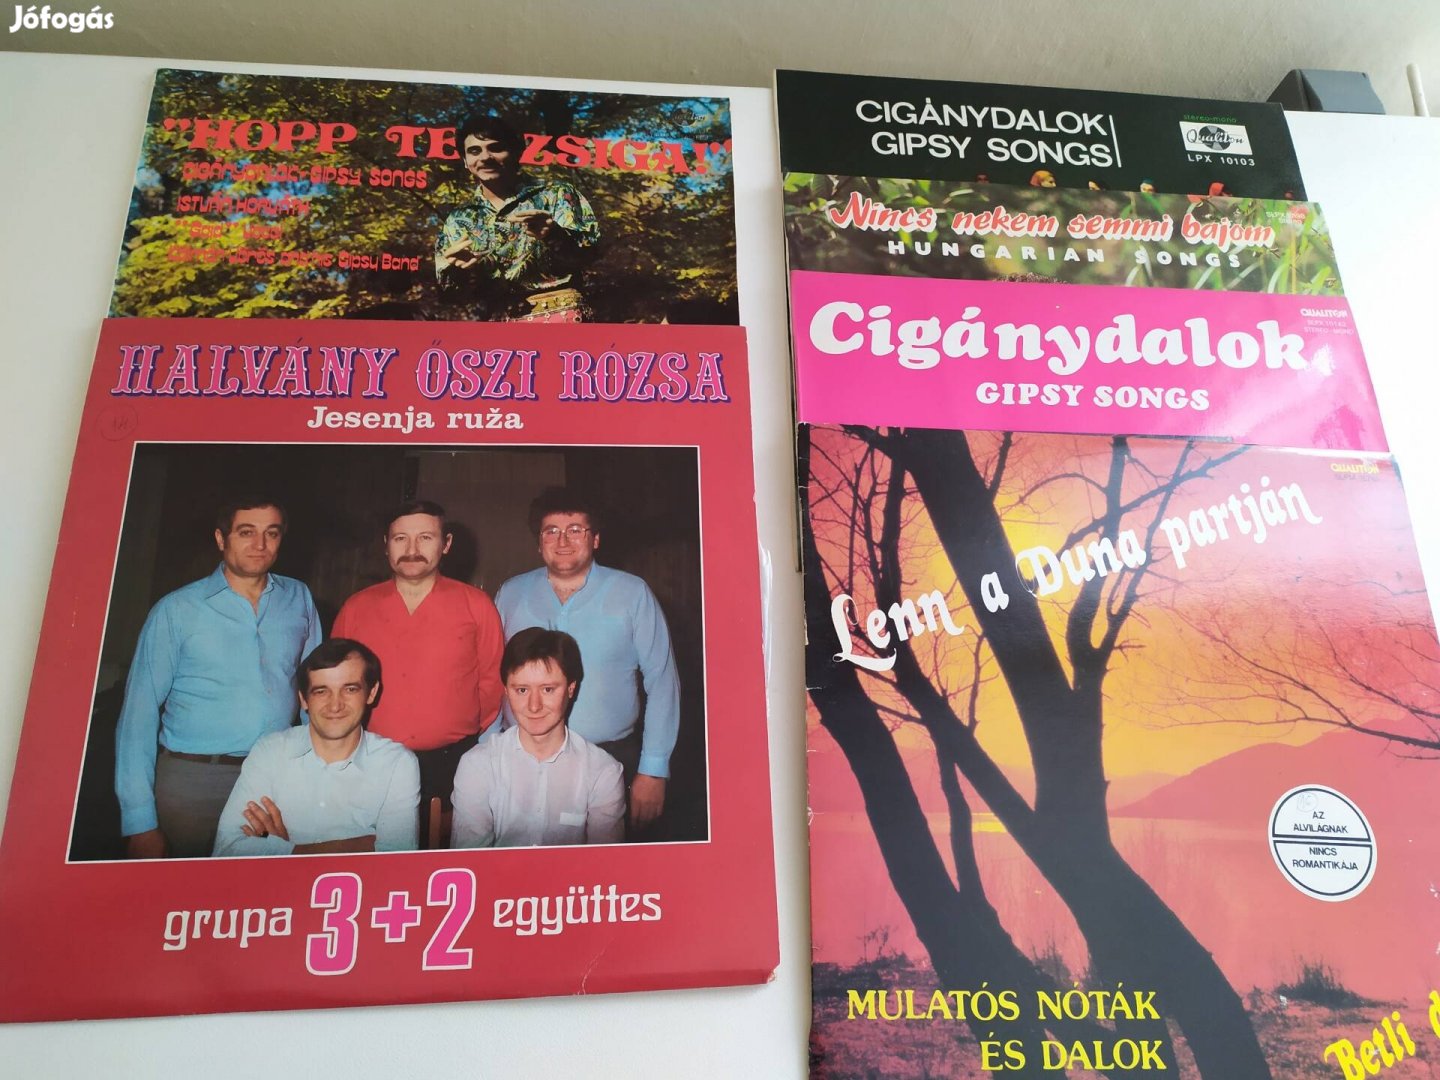 Jófogás
"HOPP TE ZSIGA!"
CIGÁNYDALOK-GIPSY SONGS
ISTVÁN HORVÁTH
HALVÁNY ŐSZI RÓZSA
Jesenja ruža
grupa 3+2 együttes
CIGÁNYDALOK
GIPSY SONGS
stereo-mono
Qualiton
LPX 10103
Nincs nekem semmi bajom
HUNGARIAN SONGS
Cigánydalok
GIPSY SONGS
QUALITON
STEREO-MONO
QUALITON
Lenn a Duna partján
AZ
ALVILÁGNAK
NINCS
ROMANTIKÁJA
MULATÓS NÓTÁK
ÉS DALOK
Betli d